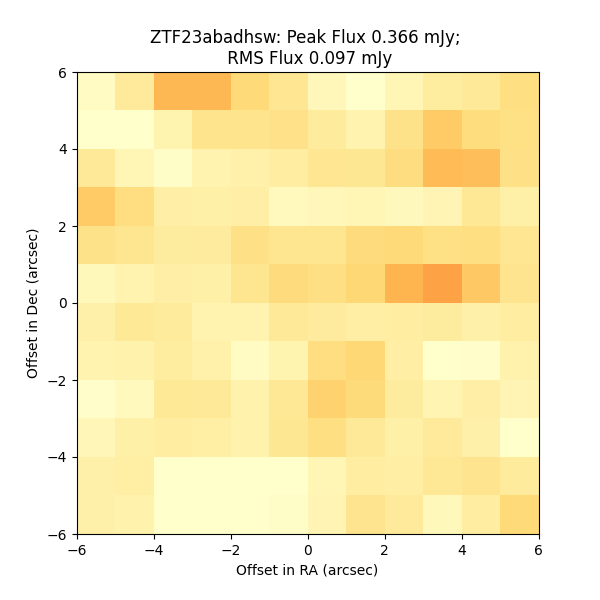 ZTF23abadhsw: Peak Flux 0.366 mJy;
RMS Flux 0.097 mJy
6
4
2
0
−2
−4
−6
Offset in Dec (arcsec)
−6 −4 −2 0 2 4 6
Offset in RA (arcsec)